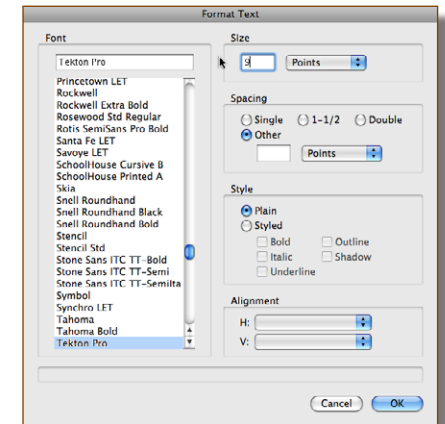 Format Text
Font
Tekton Pro
Princetown LET
Rockwell
Rockwell Extra Bold
Rosewood Std Regular
Rotis SemiSans Pro Bold
Santa Fe LET
Savoye LET
SchoolHouse Cursive B
SchoolHouse Printed A
Skia
Snell Roundhand
Snell Roundhand Black
Snell Roundhand Bold
Stencil
Stencil Std
Stone Sans ITC TT-Bold
Stone Sans ITC TT-Semi
Stone Sans ITC TT-SemiIta
Symbol
Synchro LET
Tahoma
Tahoma Bold
Tekton Pro
Size
9 Points
Spacing
Single 1-1/2 Double
Other
Points
Style
Plain
Styled
Bold Outline
Italic Shadow
Underline
Alignment
H:
V:
Cancel OK